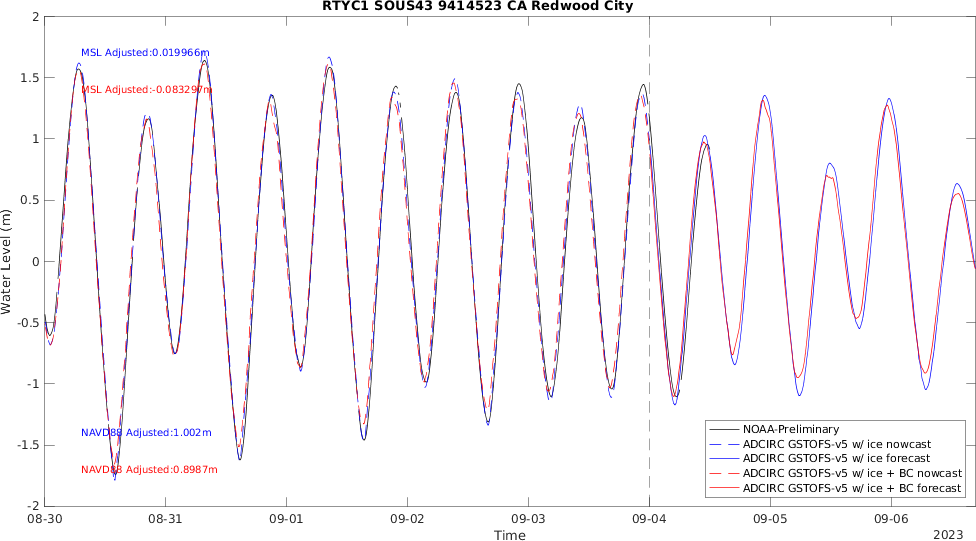 RTYC1 SOUS43 9414523 CA Redwood City
2
1.5
1
0.5
0
-0.5
-1
-1.5
-2
Water Level (m)
MSL Adjusted:0.019966m
MSL Adjusted:-0.083297m
NAVD88 Adjusted:1.002m
NAVD88 Adjusted:0.8987m
NOAA-Preliminary
ADCIRC GSTOFS-v5 w/ ice nowcast
ADCIRC GSTOFS-v5 w/ ice forecast
ADCIRC GSTOFS-v5 w/ ice + BC nowcast
ADCIRC GSTOFS-v5 w/ ice + BC forecast
08-30 08-31 09-01 09-02 09-03 09-04 09-05 09-06
Time
2023